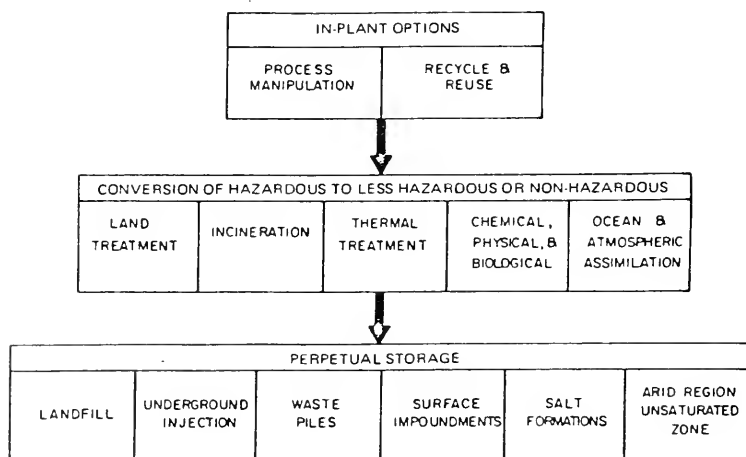 IN-PLANT OPTIONS
PROCESS
MANIPULATION
RECYCLE &
REUSE
CONVERSION OF HAZARDOUS TO LESS HAZARDOUS OR NON-HAZARDOUS
LAND
TREATMENT
INCINERATION
THERMAL
TREATMENT
CHEMICAL,
PHYSICAL, &
BIOLOGICAL
OCEAN &
ATMOSPHERIC
ASSIMILATION
PERPETUAL STORAGE
LANDFILL
UNDERGROUND
INJECTION
WASTE
PILES
SURFACE
IMPOUNDMENTS
SALT
FORMATIONS
ARID REGION
UNSATURATED
ZONE